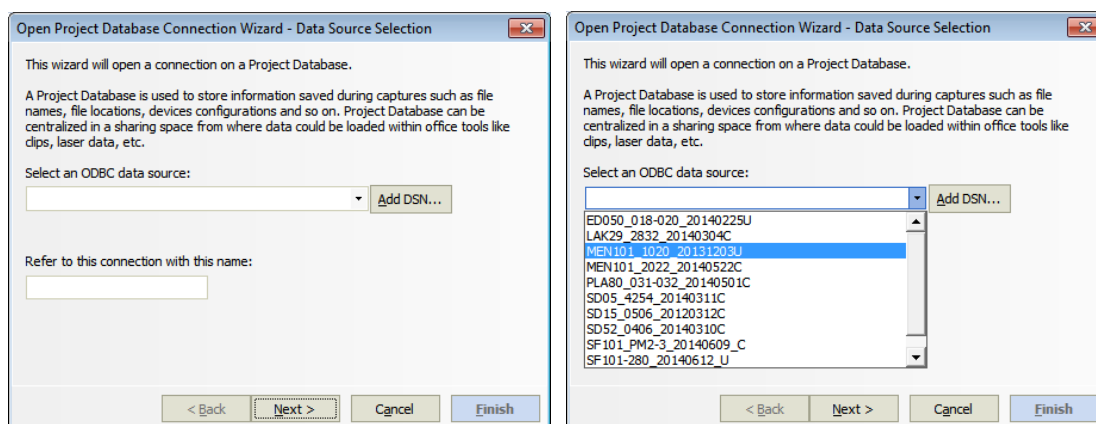 Open Project Database Connection Wizard - Data Source Selection
This wizard will open a connection on a Project Database.
A Project Database is used to store information saved during captures such as file
names, file locations, devices configurations and so on. Project Database can be
centralized in a sharing space from where data could be loaded within office tools like
clips, laser data, etc.
Select an ODBC data source:
Add DSN...
Refer to this connection with this name:
< Back
Next >
Cancel
Finish
Open Project Database Connection Wizard - Data Source Selection
This wizard will open a connection on a Project Database.
A Project Database is used to store information saved during captures such as file
names, file locations, devices configurations and so on. Project Database can be
centralized in a sharing space from where data could be loaded within office tools like
clips, laser data, etc.
Select an ODBC data source:
Add DSN...
ED050_018-020_20140225U
LAK29_2832_20140304C
MEN101_1020_20131203U
MEN101_2022_20140522C
PLA80_031-032_20140501C
SD05_4254_20140311C
SD15_0506_20120312C
SD52_0406_20140310C
SF101_PM2-3_20140609_C
SF101-280_20140612_U
< Back
Next >
Cancel
Finish